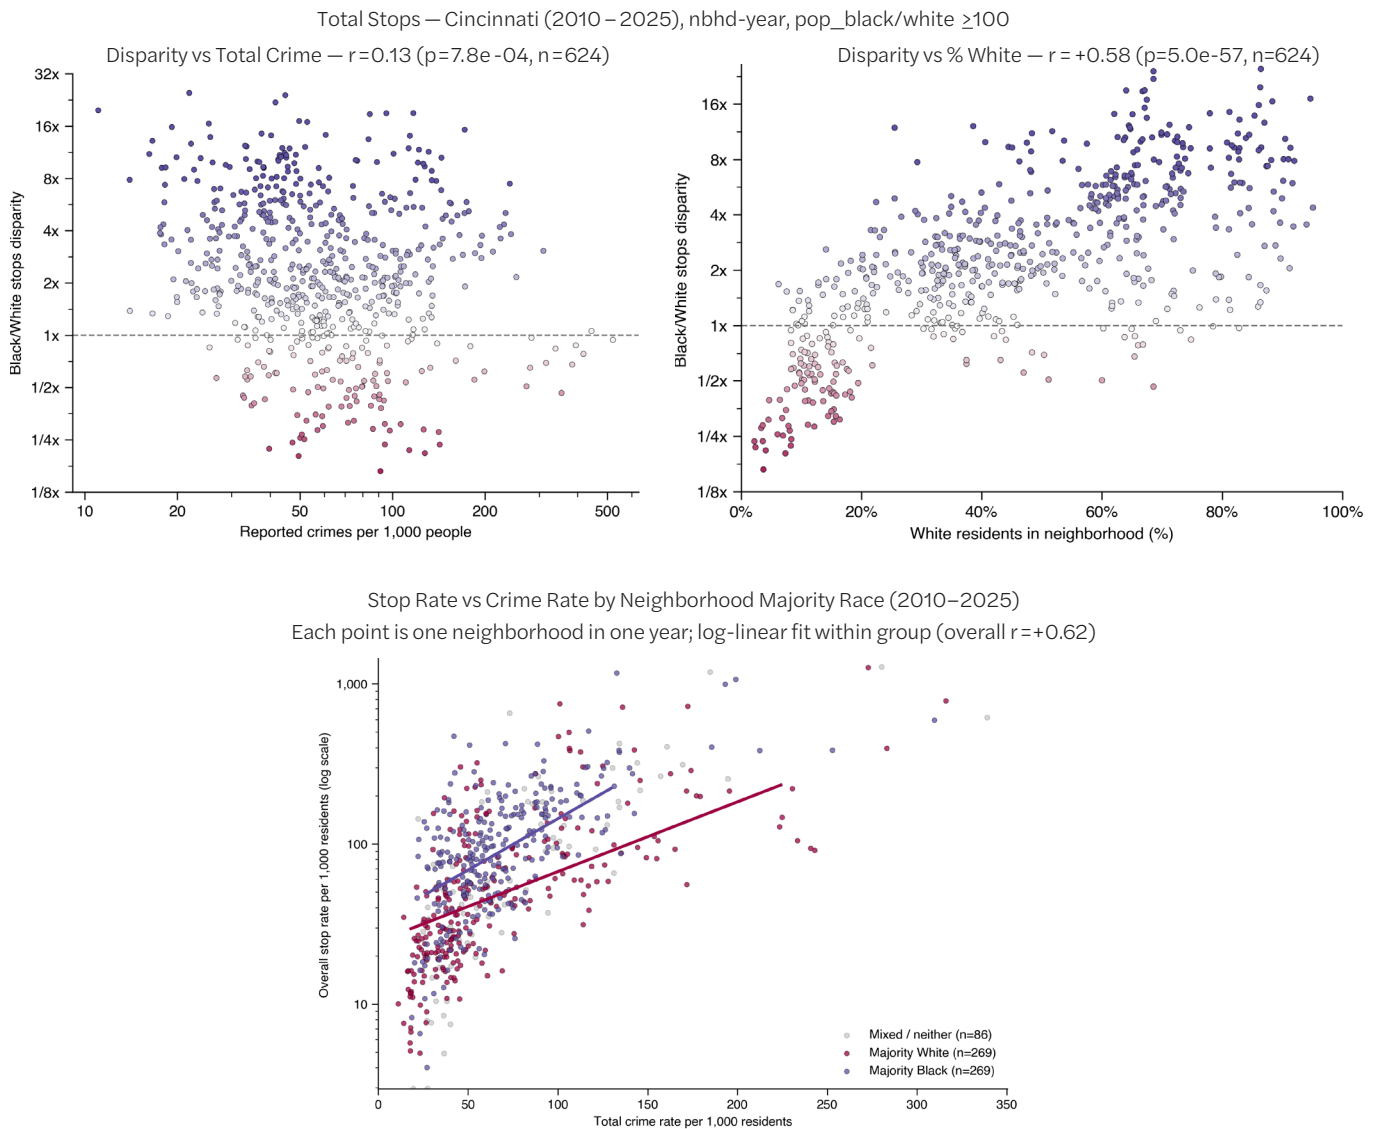 Total Stops — Cincinnati (2010 – 2025), nbhd-year, pop_black/white ≥100
Disparity vs Total Crime — r=0.13 (p=7.8e-04, n=624)
32x
16x
8x
4x
2x
1x
1/2x
1/4x
1/8x
Black/White stops disparity
10
20
50
100
200
500
Reported crimes per 1,000 people
Disparity vs % White — r = +0.58 (p=5.0e-57, n=624)
16x
8x
4x
2x
1x
1/2x
1/4x
1/8x
Black/White stops disparity
0%
20%
40%
60%
80%
100%
White residents in neighborhood (%)
Stop Rate vs Crime Rate by Neighborhood Majority Race (2010–2025)
Each point is one neighborhood in one year; log-linear fit within group (overall r=+0.62)
1,000
100
10
Overall stop rate per 1,000 residents (log scale)
Mixed / neither (n=86)
Majority White (n=269)
Majority Black (n=269)
0
50
100
150
200
250
300
350
Total crime rate per 1,000 residents